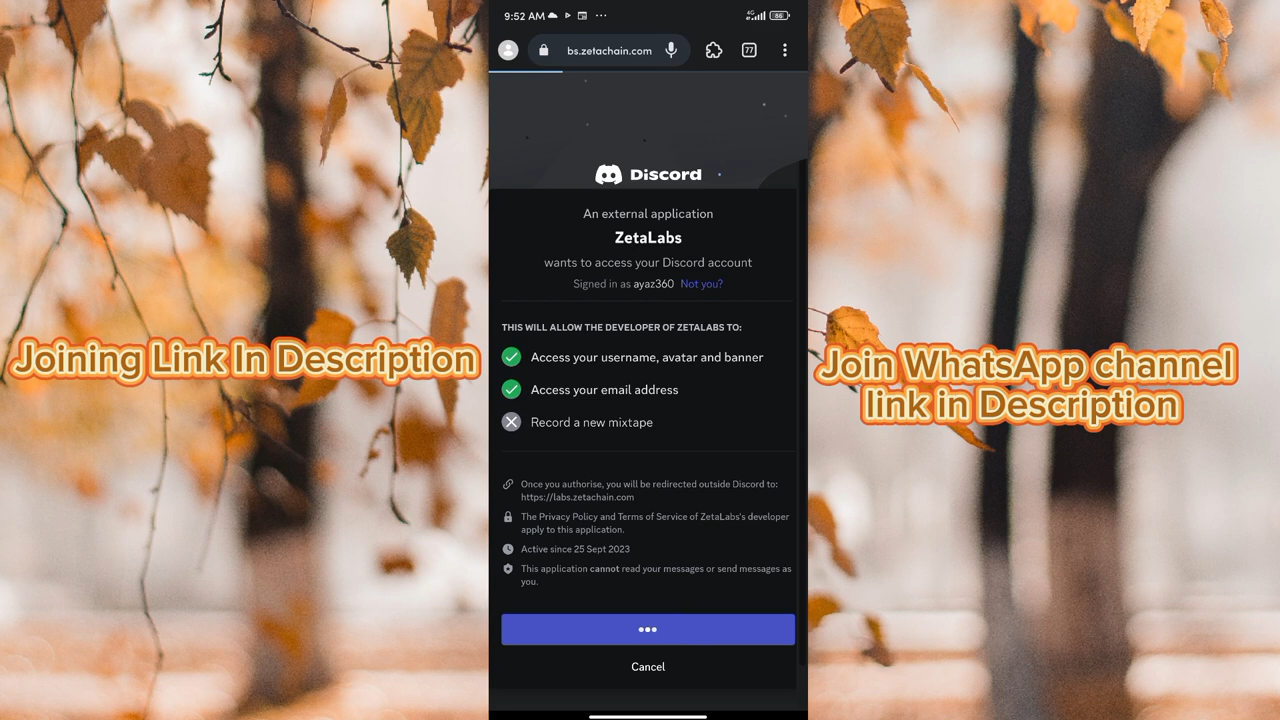 9:52 AM
4G
86
bs.zetachain.com
77
Discord
An external application
ZetaLabs
wants to access your Discord account
Signed in as ayaz360 Not you?
THIS WILL ALLOW THE DEVELOPER OF ZETALABS TO:
Access your username, avatar and banner
Access your email address
Record a new mixtape
Once you authorise, you will be redirected outside Discord to:
https://labs.zetachain.com
The Privacy Policy and Terms of Service of ZetaLabs's developer
apply to this application.
Active since 25 Sept 2023
This application cannot read your messages or send messages as
you.
Cancel
Joining Link In Description
Join WhatsApp channel
link in Description